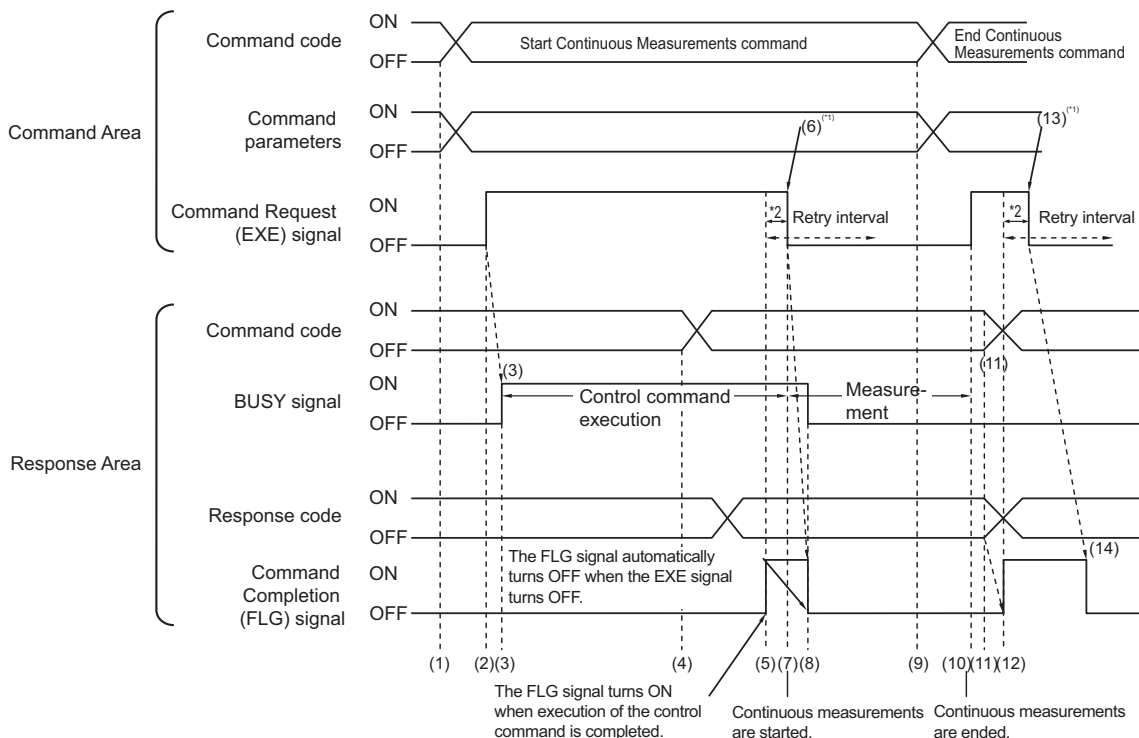 Command Area
Command code
ON
OFF
Start Continuous Measurements command
End Continuous
Measurements command
Command
parameters
ON
OFF
(6)(*1)
(13)(*1)
Command Request
(EXE) signal
ON
OFF
*2
Retry interval
*2
Retry interval
Response Area
Command code
ON
OFF
(11)
BUSY signal
ON
OFF
(3)
Control command
execution
Measure-
ment
Response code
ON
OFF
Command
Completion
(FLG) signal
ON
OFF
The FLG signal automatically
turns OFF when the EXE signal
turns OFF.
(14)
(1) (2) (3) (4) (5) (7) (8) (9) (10) (11) (12)
The FLG signal turns ON
when execution of the control
command is completed.
Continuous measurements
are started.
Continuous measurements
are ended.